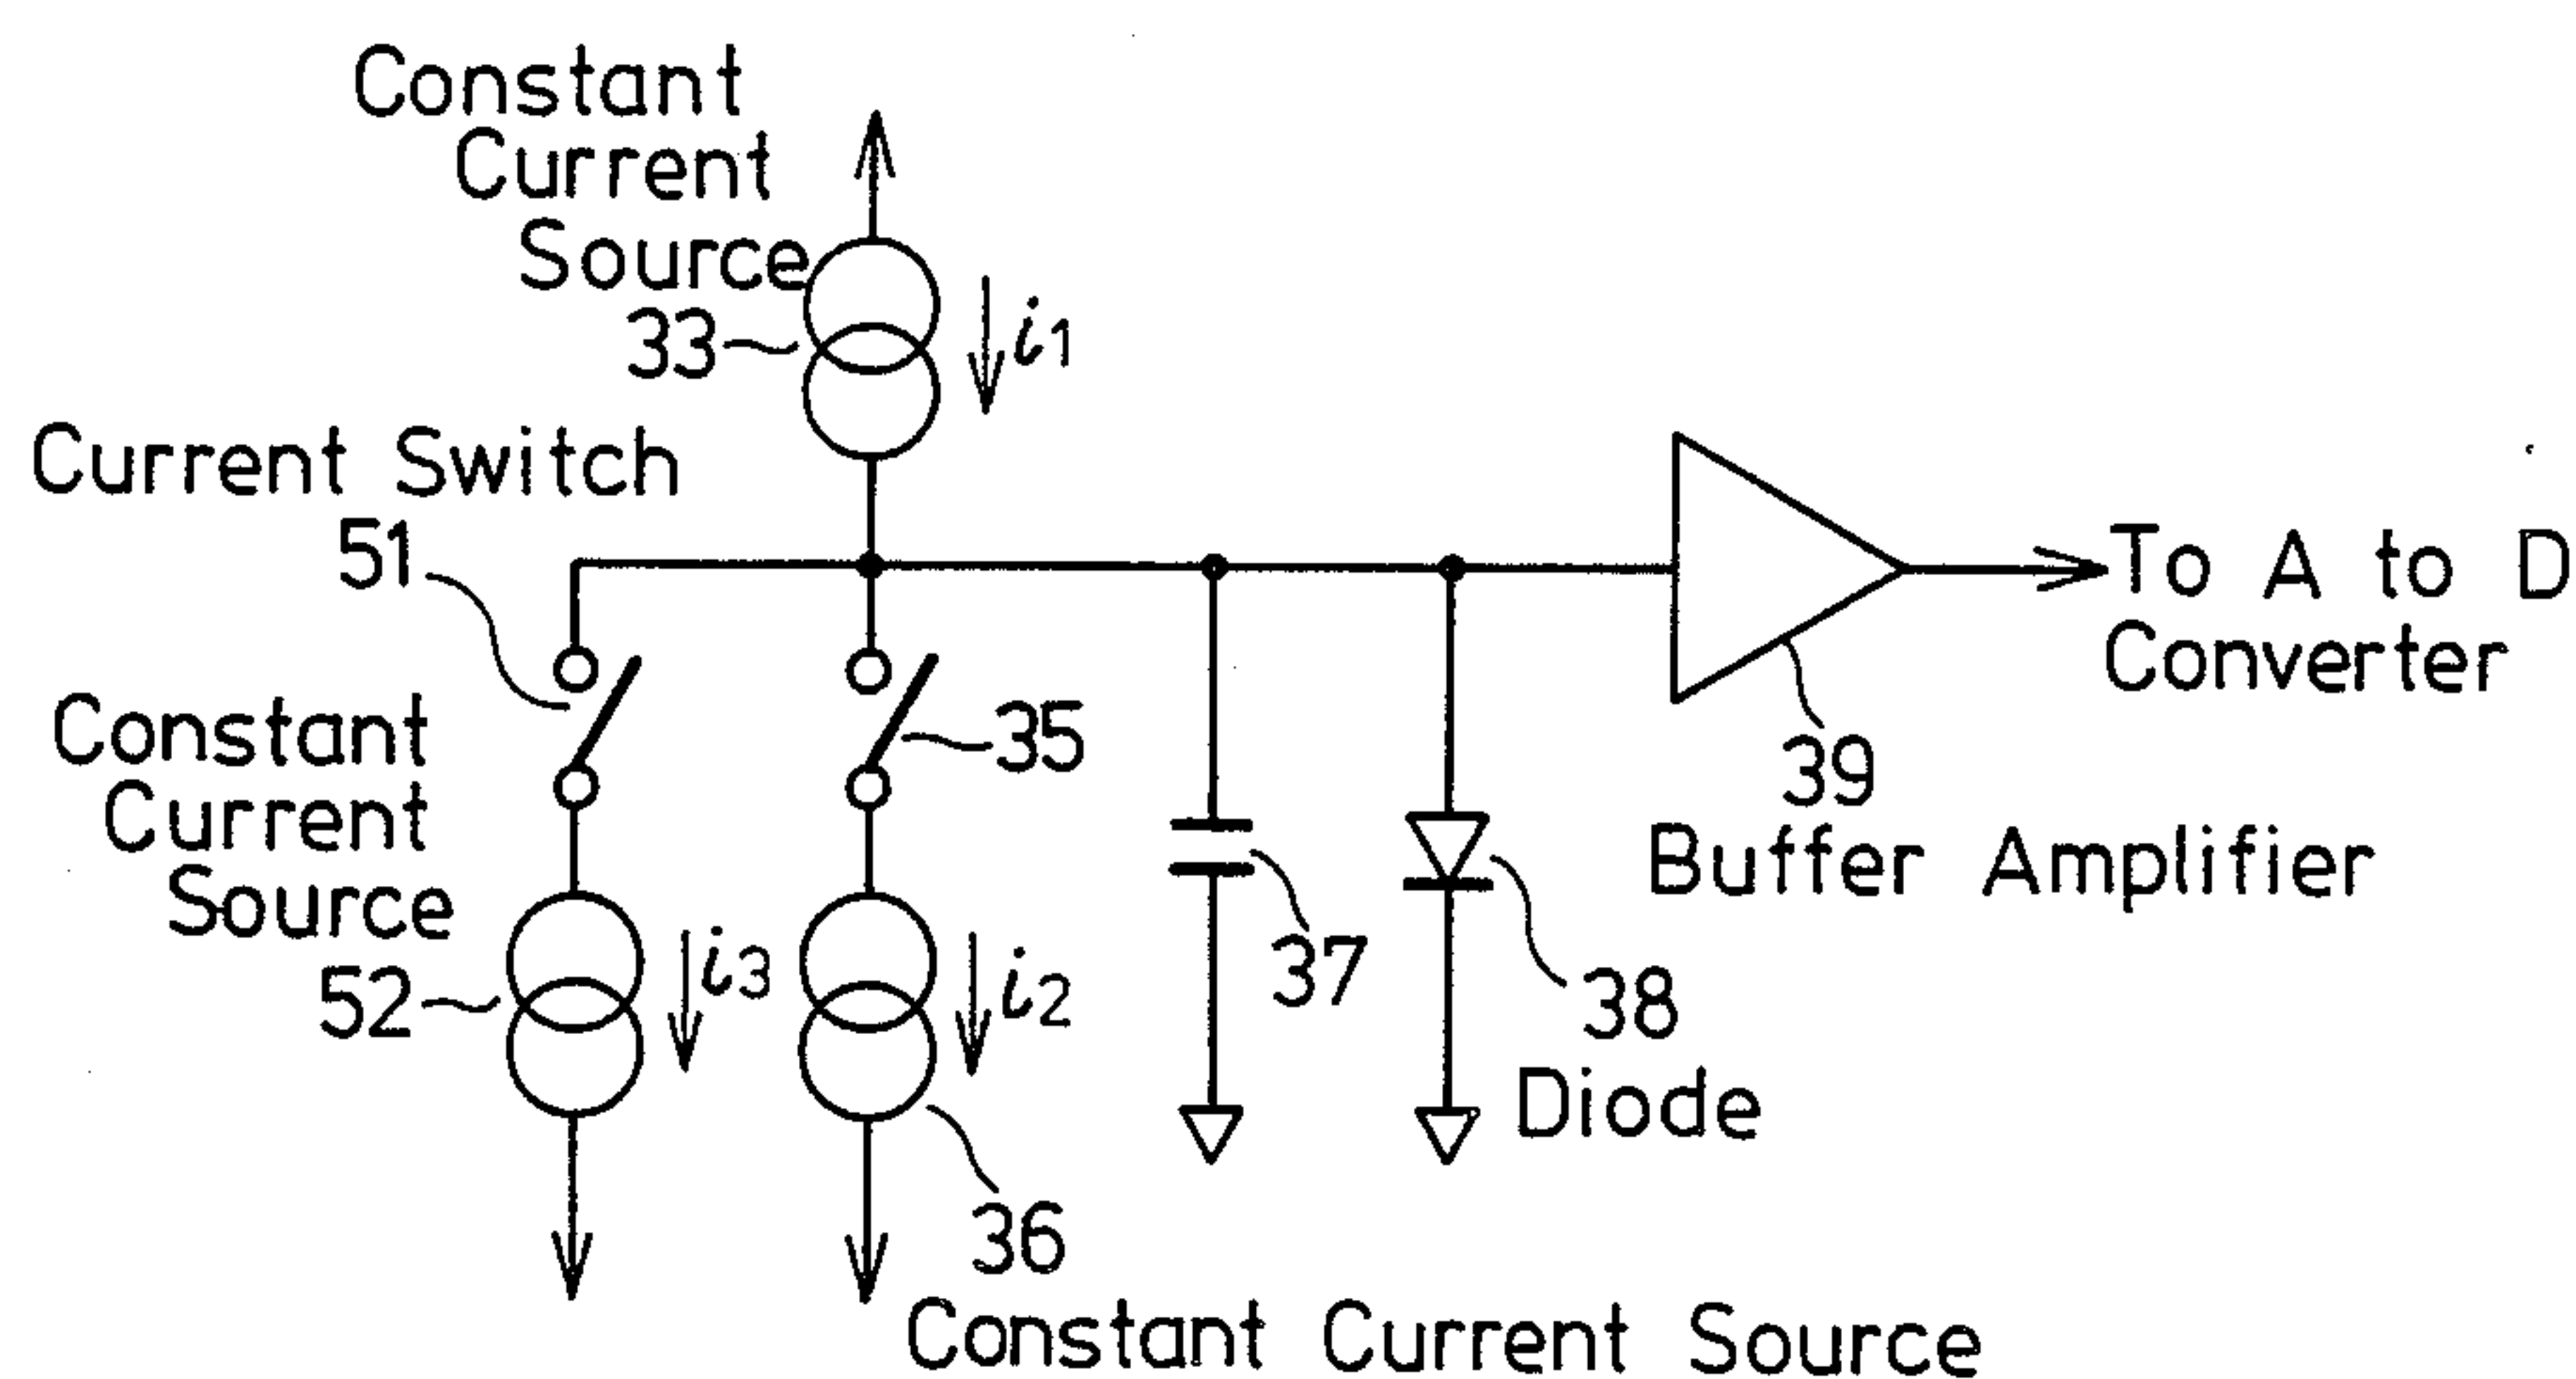 Constant
Current
Source
33
i1
Current Switch
51
To A to D
Converter
Constant
Current
Source
52
i3
35
i2
37
38
Diode
39
Buffer Amplifier
36
Constant Current Source